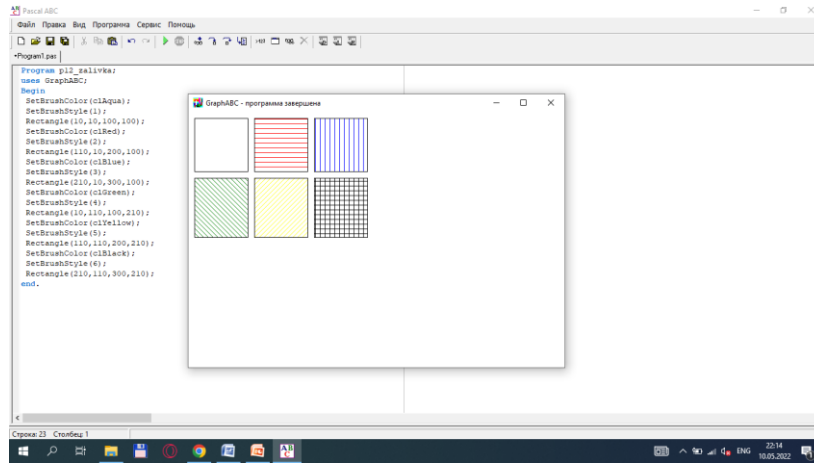 Pascal ABC
Файл Правка Вид Программа Сервис Помощь
•Program1.pas
Program pl2_zalivka;
uses GraphABC;
Begin
SetBrushColor(clAqua);
SetBrushStyle(1);
Rectangle(10,10,100,100);
SetBrushColor(clRed);
SetBrushStyle(2);
Rectangle(110,10,200,100);
SetBrushColor(clBlue);
SetBrushStyle(3);
Rectangle(210,10,300,100);
SetBrushColor(clGreen);
SetBrushStyle(4);
Rectangle(10,110,100,210);
SetBrushColor(clYellow);
SetBrushStyle(5);
Rectangle(110,110,200,210);
SetBrushColor(clBlack);
SetBrushStyle(6);
Rectangle(210,110,300,210);
end.
GraphABC - программа завершена
Строка: 23 Столбец: 1
ENG
22:14
10.05.2022